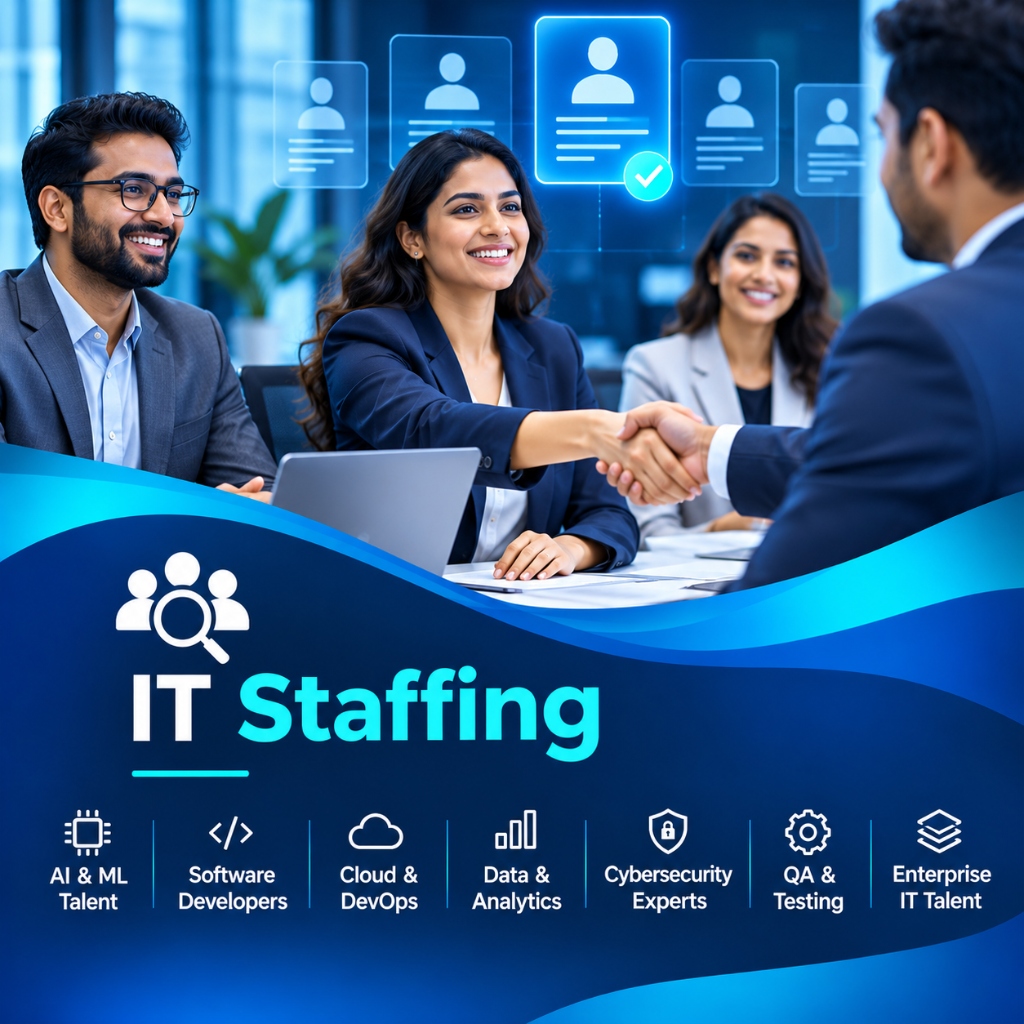 IT Staffing
AI & ML
Talent
Software
Developers
Cloud &
DevOps
Data &
Analytics
Cybersecurity
Experts
QA &
Testing
Enterprise
IT Talent